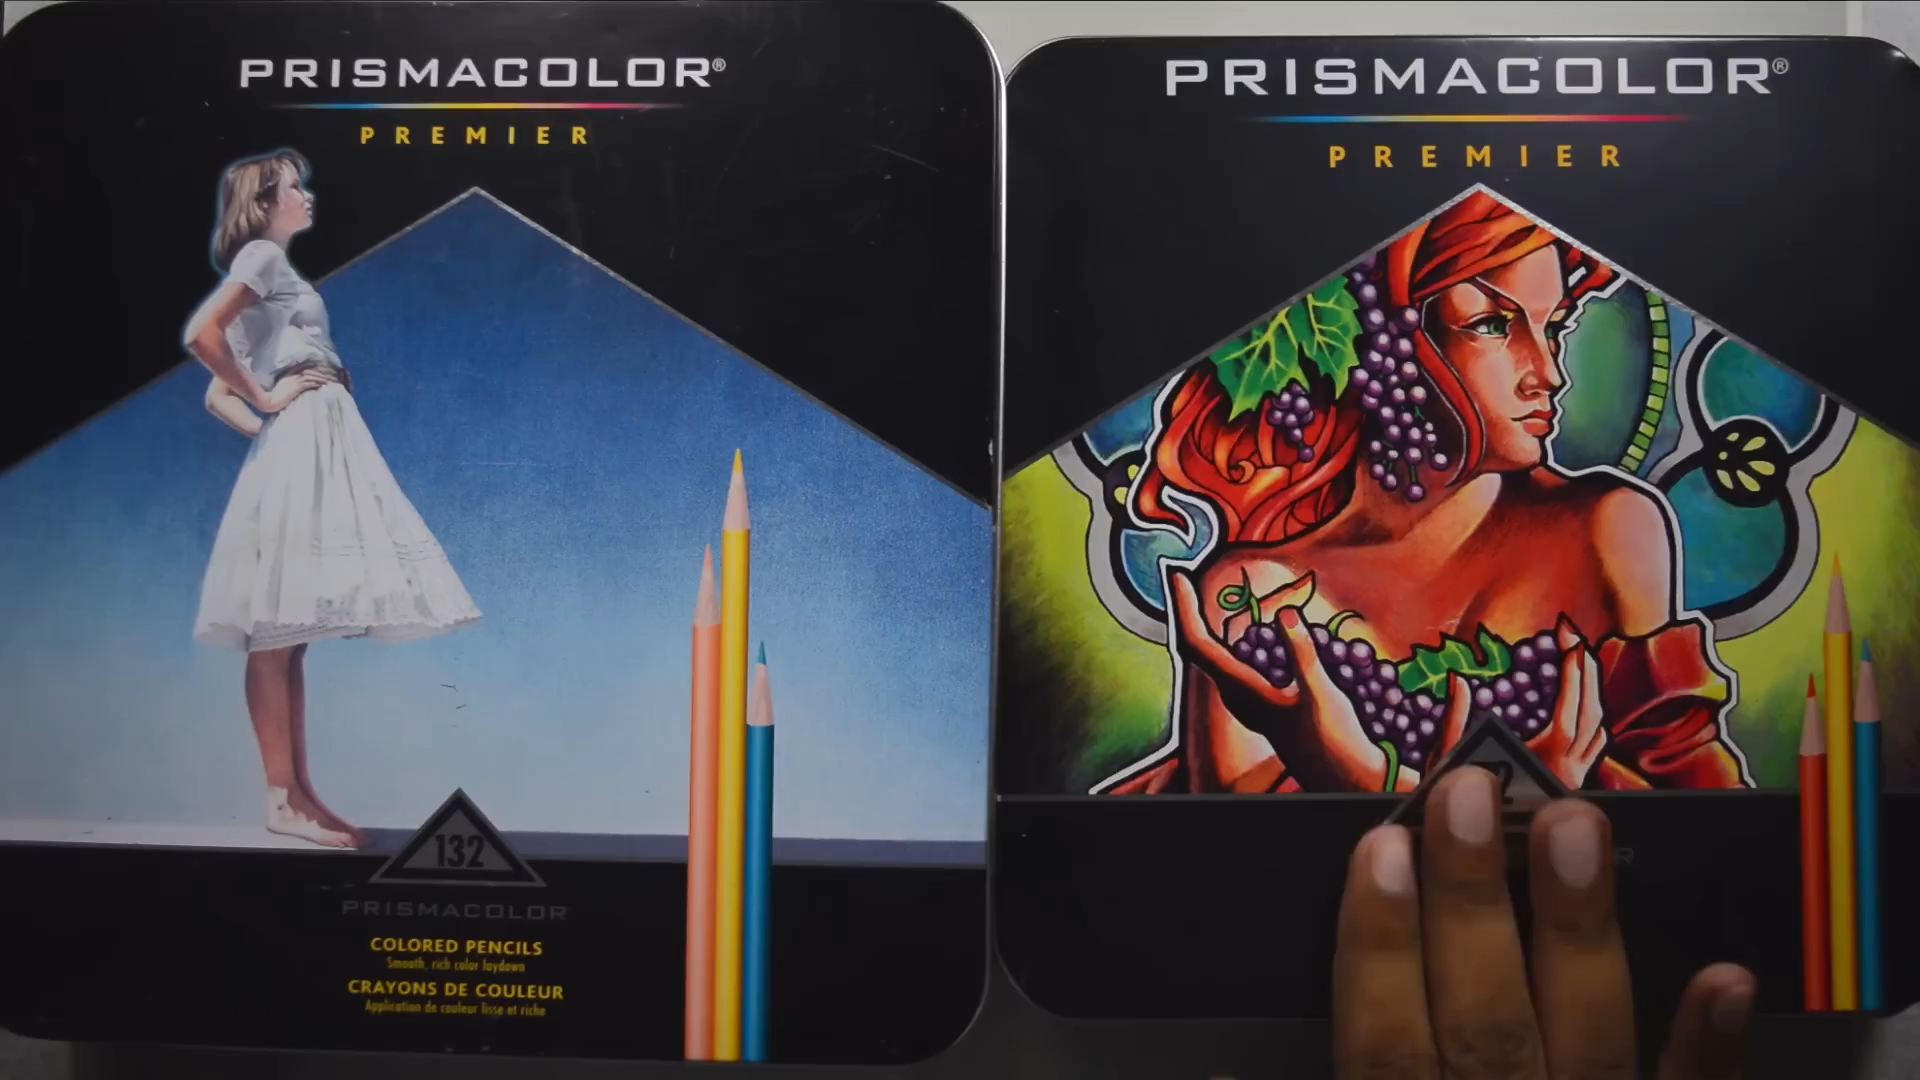 PRISMACOLOR®
PREMIER
132
PRISMACOLOR
COLORED PENCILS
Smooth, rich color laydown
CRAYONS DE COULEUR
Application de couleur lisse et riche
PRISMACOLOR®
PREMIER